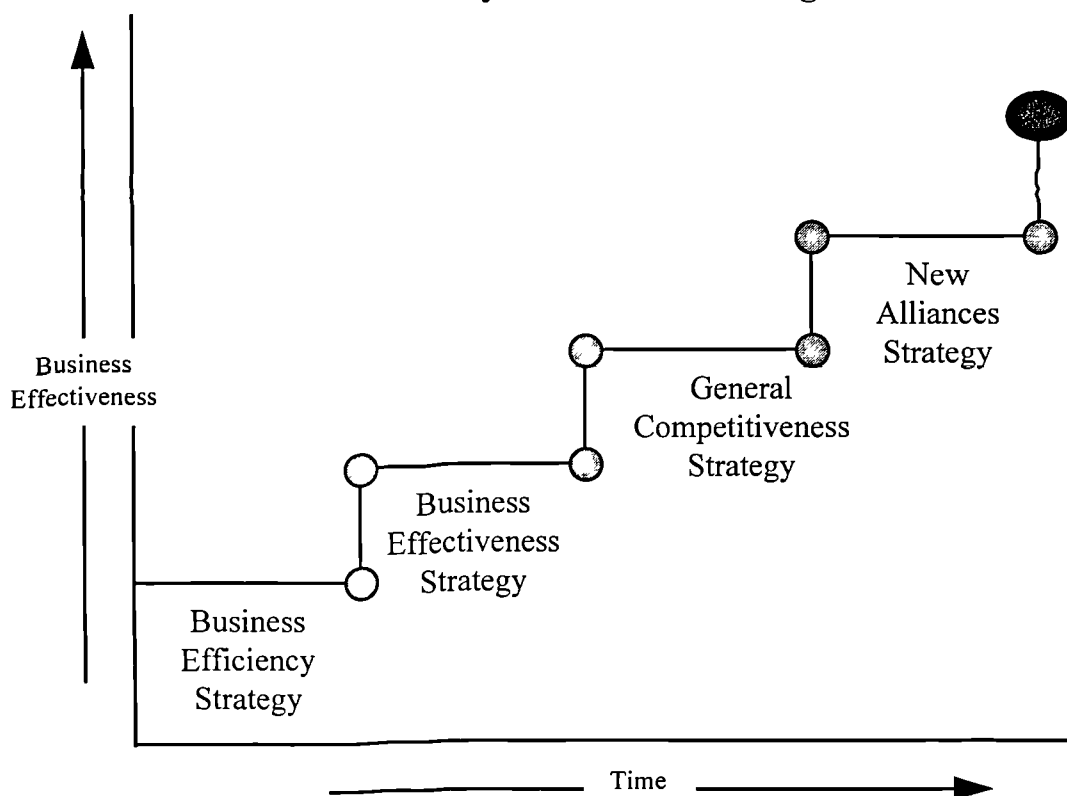 Business
Effectiveness
New
Alliances
Strategy
General
Competitiveness
Strategy
Business
Effectiveness
Strategy
Business
Efficiency
Strategy
Time